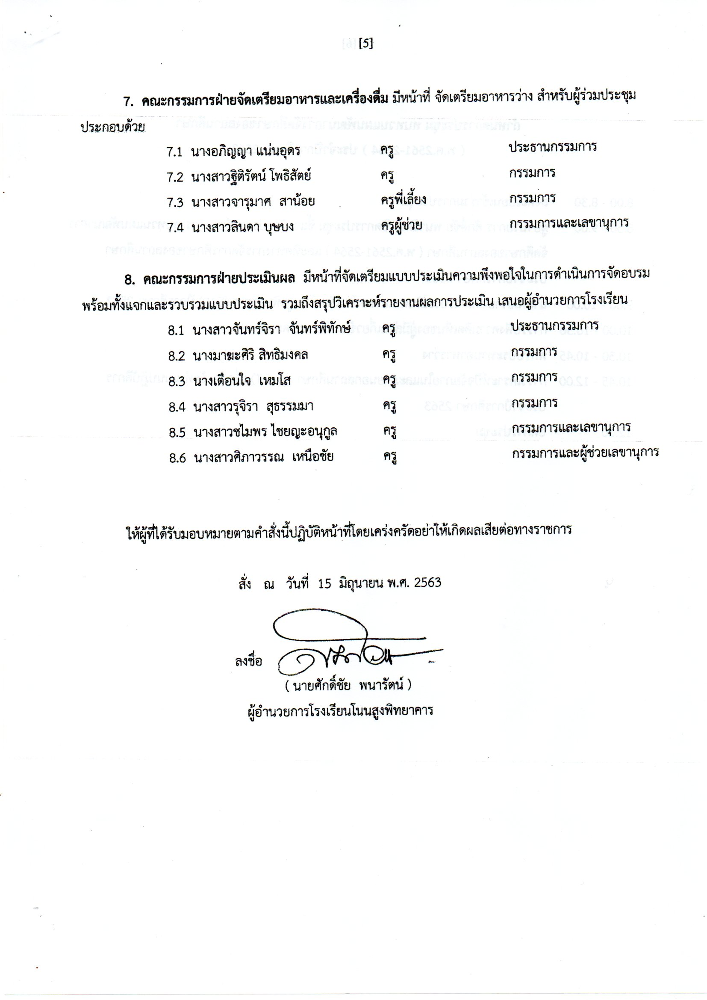 [5]
7. คณะกรรมการฝ่ายจัดเตรียมอาหารและเครื่องดื่ม มีหน้าที่ จัดเตรียมอาหารว่าง สำหรับผู้ร่วมประชุม
ประกอบด้วย
7.1 นางอภิญญา แน่นอุดร ครู ประธานกรรมการ
7.2 นางสาวฐิติรัตน์ โพธิสัตย์ ครู กรรมการ
7.3 นางสาวจารุมาศ สาน้อย ครูพี่เลี้ยง กรรมการ
7.4 นางสาวลินดา บุษบง ครูผู้ช่วย กรรมการและเลขานุการ
8. คณะกรรมการฝ่ายประเมินผล มีหน้าที่จัดเตรียมแบบประเมินความพึงพอใจในการดำเนินการจัดอบรม
พร้อมทั้งแจกและรวบรวมแบบประเมิน รวมถึงสรุปวิเคราะห์รายงานผลการประเมิน เสนอผู้อำนวยการโรงเรียน
8.1 นางสาวจันทร์จิรา จันทร์พิทักษ์ ครู ประธานกรรมการ
8.2 นางมาฆะศิริ สิทธิมงคล ครู กรรมการ
8.3 นางเตือนใจ เหมโส ครู กรรมการ
8.4 นางสาวรุจิรา สุธรรมมา ครู กรรมการ
8.5 นางสาวชไมพร ไชยญะอนุกูล ครู กรรมการและเลขานุการ
8.6 นางสาวศิภาวรรณ เหนือชัย ครู กรรมการและผู้ช่วยเลขานุการ
ให้ผู้ที่ได้รับมอบหมายตามคำสั่งนี้ปฏิบัติหน้าที่โดยเคร่งครัดอย่าให้เกิดผลเสียต่อทางราชการ
สั่ง ณ วันที่ 15 มิถุนายน พ.ศ. 2563
ลงชื่อ
( นายศักดิ์ชัย พนารัตน์ )
ผู้อำนวยการโรงเรียนโนนสูงพิทยาคาร